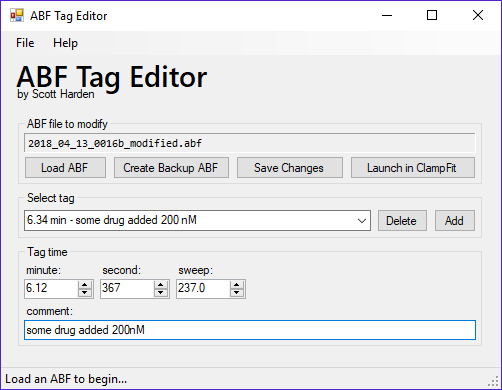 ABF Tag Editor
File Help
ABF Tag Editor
by Scott Harden
ABF file to modify
2018_04_13_0016b_modified.abf
Load ABF Create Backup ABF Save Changes Launch in ClampFit
Select tag
6.34 min - some drug added 200 nM Delete Add
Tag time
minute: second: sweep:
6.12 367 237.0
comment:
some drug added 200nM
Load an ABF to begin...